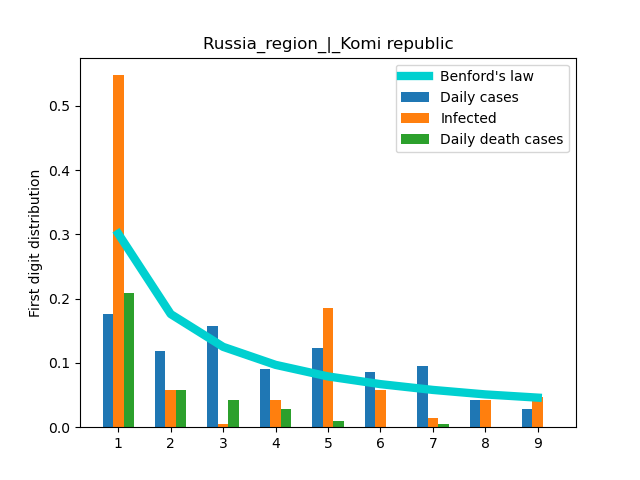 Russia_region_|_Komi republic
Benford's law
Daily cases
Infected
Daily death cases
First digit distribution
0.5
0.4
0.3
0.2
0.1
0.0
1 2 3 4 5 6 7 8 9